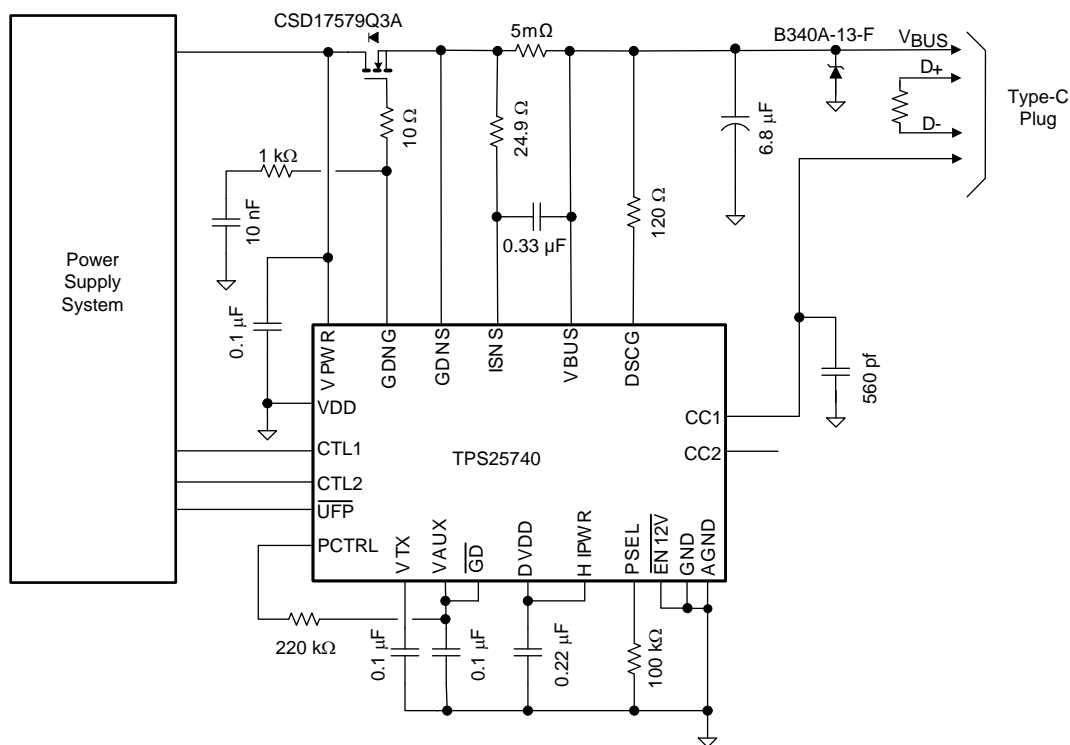 CSD17579Q3A
5mΩ
B340A-13-F
VBUS
D+
D-
Type-C
Plug
10 Ω
24.9 Ω
6.8 µF
1 kΩ
10 nF
0.33 µF
120 Ω
Power
Supply
System
0.1 µF
560 pf
VPWR
GDNG
GDNS
ISNS
VBUS
DSCG
VDD
CTL1
CTL2
UFP
PCTRL
TPS25740
CC1
CC2
VTX
VAUX
GD
DVDD
HIPWR
PSEL
EN12V
GND
AGND
220 kΩ
0.1 µF
0.1 µF
0.22 µF
100 kΩ